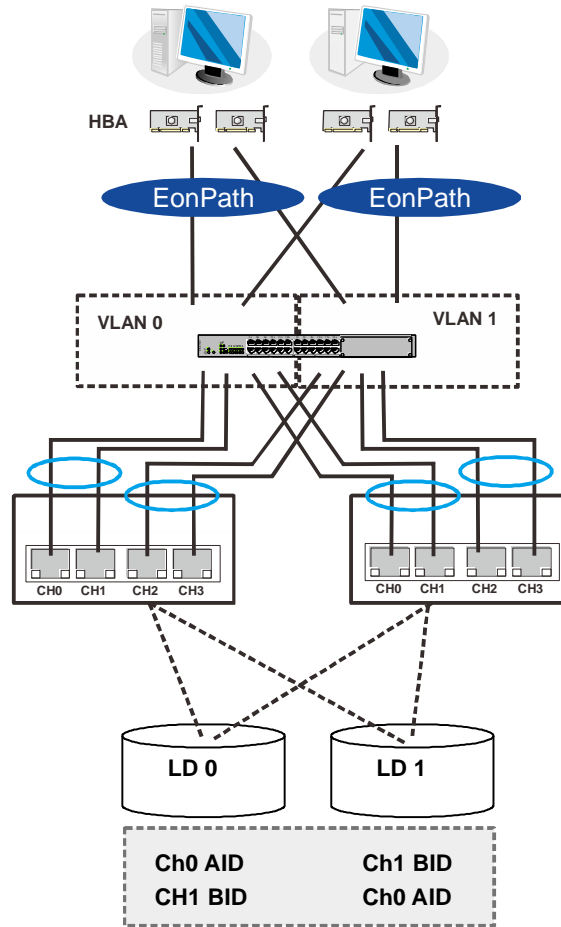 HBA
EonPath EonPath
VLAN 0 VLAN 1
CH0 CH1 CH2 CH3 CH0 CH1 CH2 CH3
LD 0 LD 1
Ch0 AID Ch1 BID
CH1 BID Ch0 AID